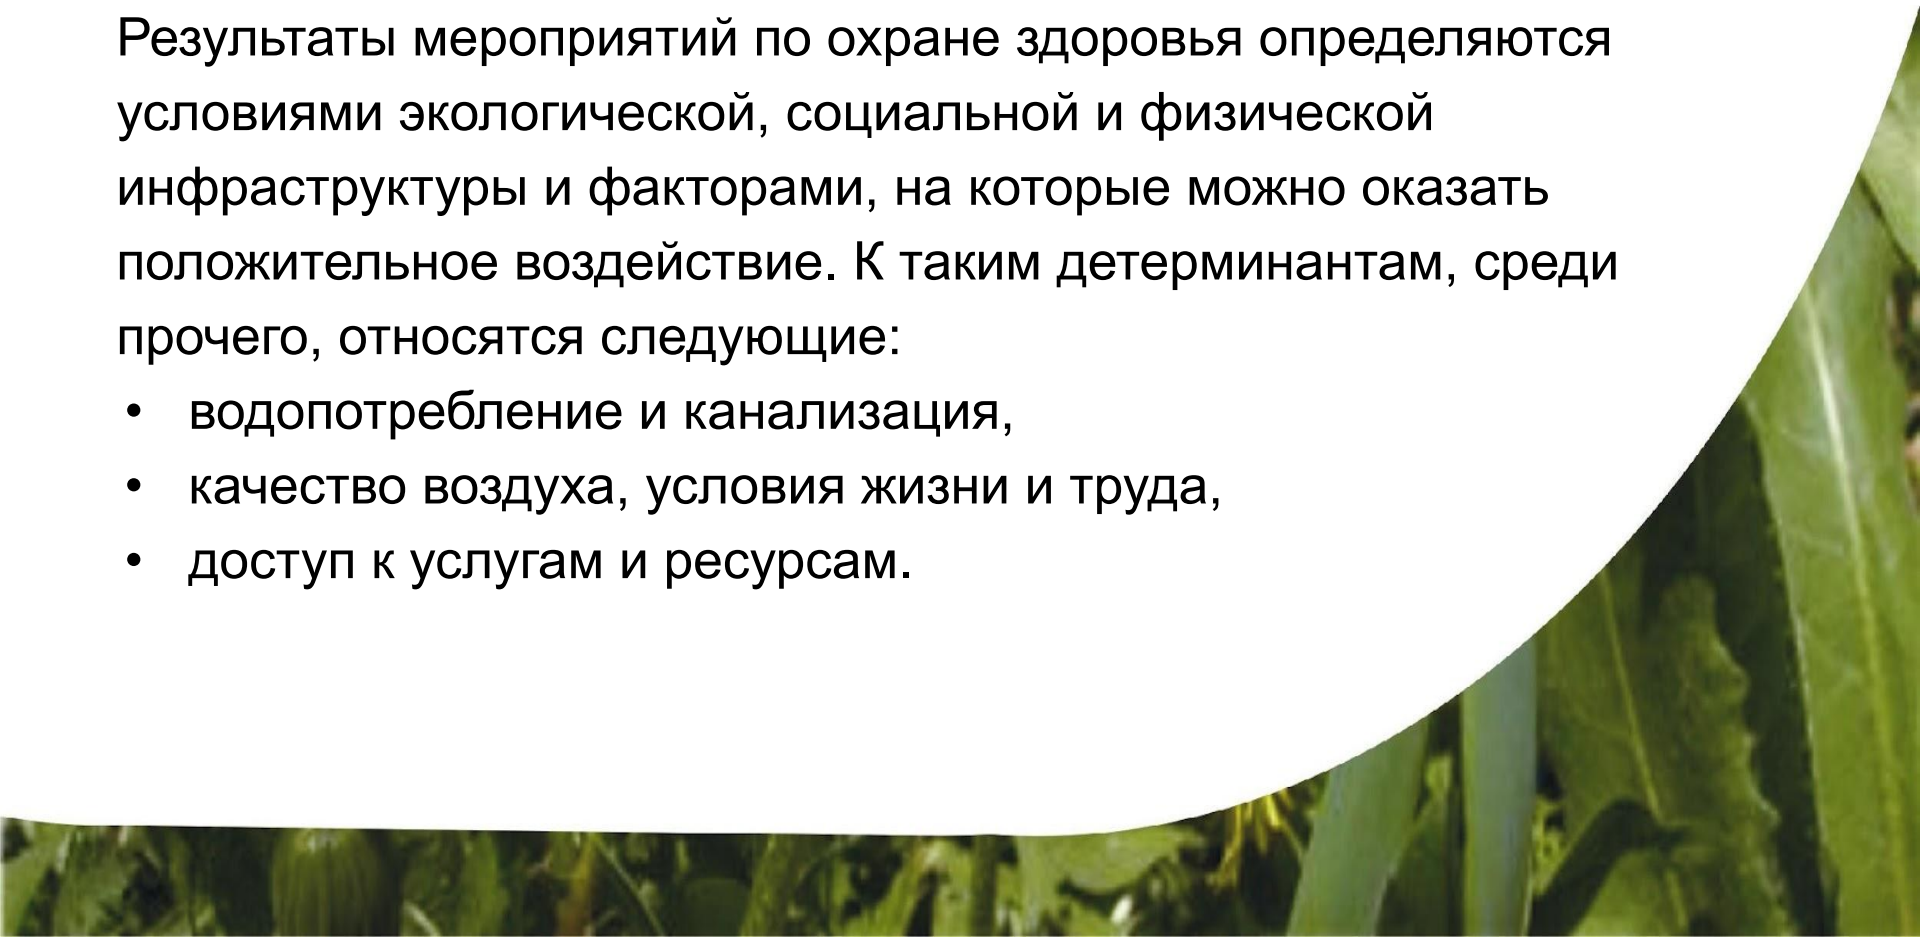 Результаты мероприятий по охране здоровья определяются
условиями экологической, социальной и физической
инфраструктуры и факторами, на которые можно оказать
положительное воздействие. К таким детерминантам, среди
прочего, относятся следующие:
• водопотребление и канализация,
• качество воздуха, условия жизни и труда,
• доступ к услугам и ресурсам.